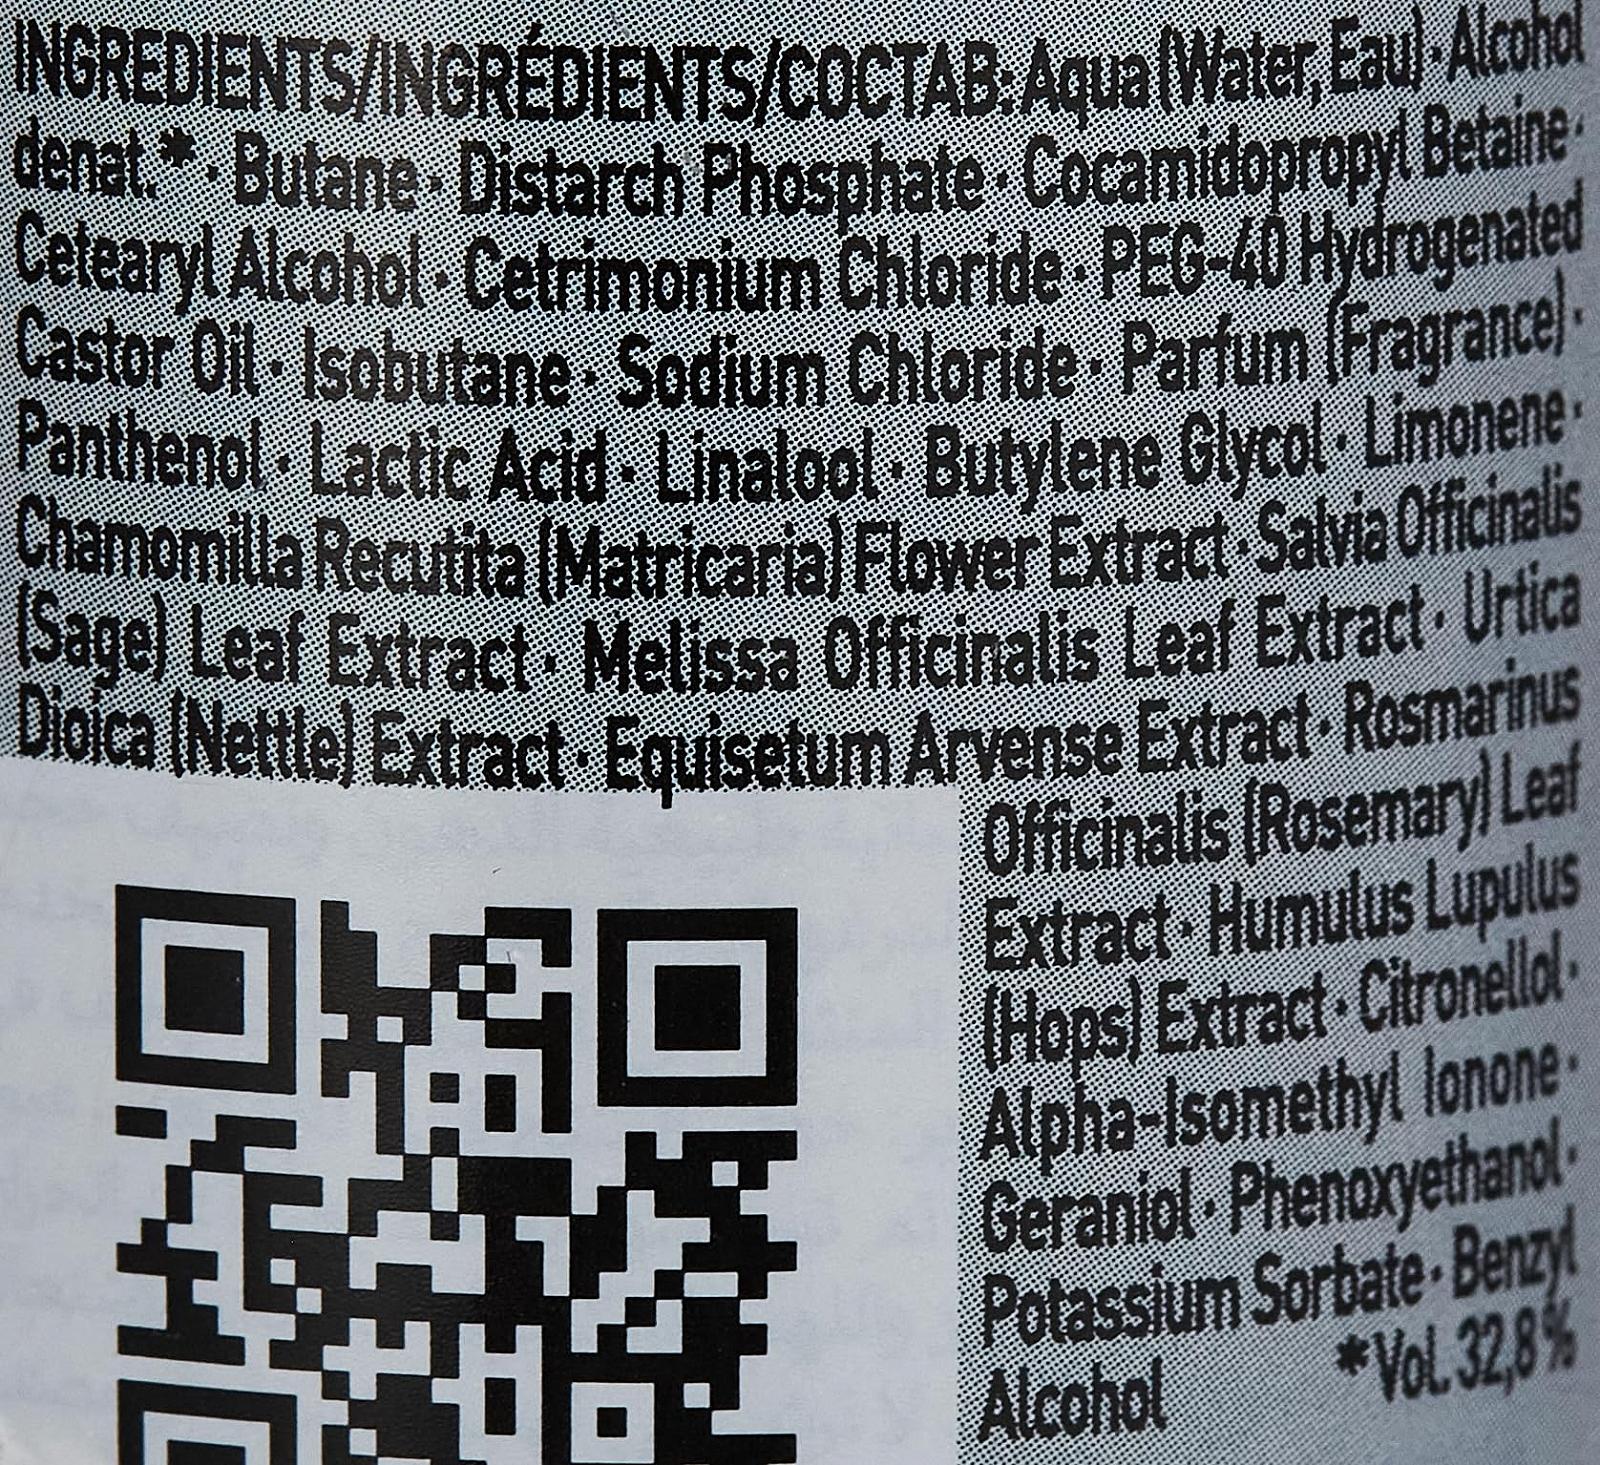 INGREDIENTS/INGRÉDIENTS/СОСТАВ: Aqua (Water, Eau) · Alcohol
denat.* · Butane · Distarch Phosphate · Cocamidopropyl Betaine ·
Cetearyl Alcohol · Cetrimonium Chloride · PEG-40 Hydrogenated
Castor Oil · Isobutane · Sodium Chloride · Parfum (Fragrance) ·
Panthenol · Lactic Acid · Linalool · Butylene Glycol · Limonene ·
Chamomilla Recutita (Matricaria) Flower Extract · Salvia Officinalis
(Sage) Leaf Extract · Melissa Officinalis Leaf Extract · Urtica
Dioica (Nettle) Extract · Equisetum Arvense Extract · Rosmarinus
Officinalis (Rosemary) Leaf
Extract · Humulus Lupulus
(Hops) Extract · Citronellol ·
Alpha-Isomethyl Ionone ·
Geraniol · Phenoxyethanol ·
Potassium Sorbate · Benzyl
Alcohol *Vol. 32,8%